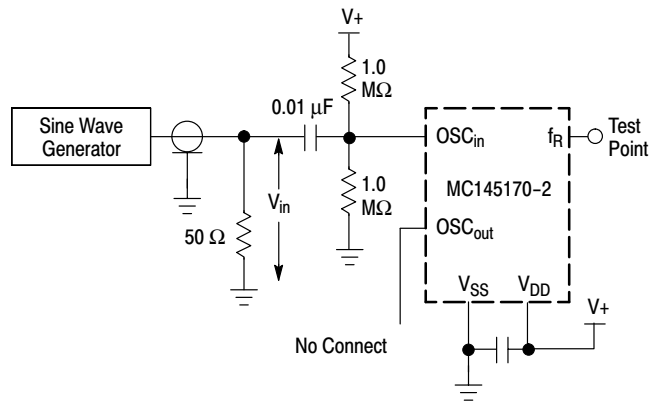 V+
1.0
MΩ
0.01 μF
Sine Wave
Generator
OSCin
fR
Test
Point
Vin
1.0
MΩ
MC145170-2
50 Ω
OSCout
VSS
VDD
V+
No Connect